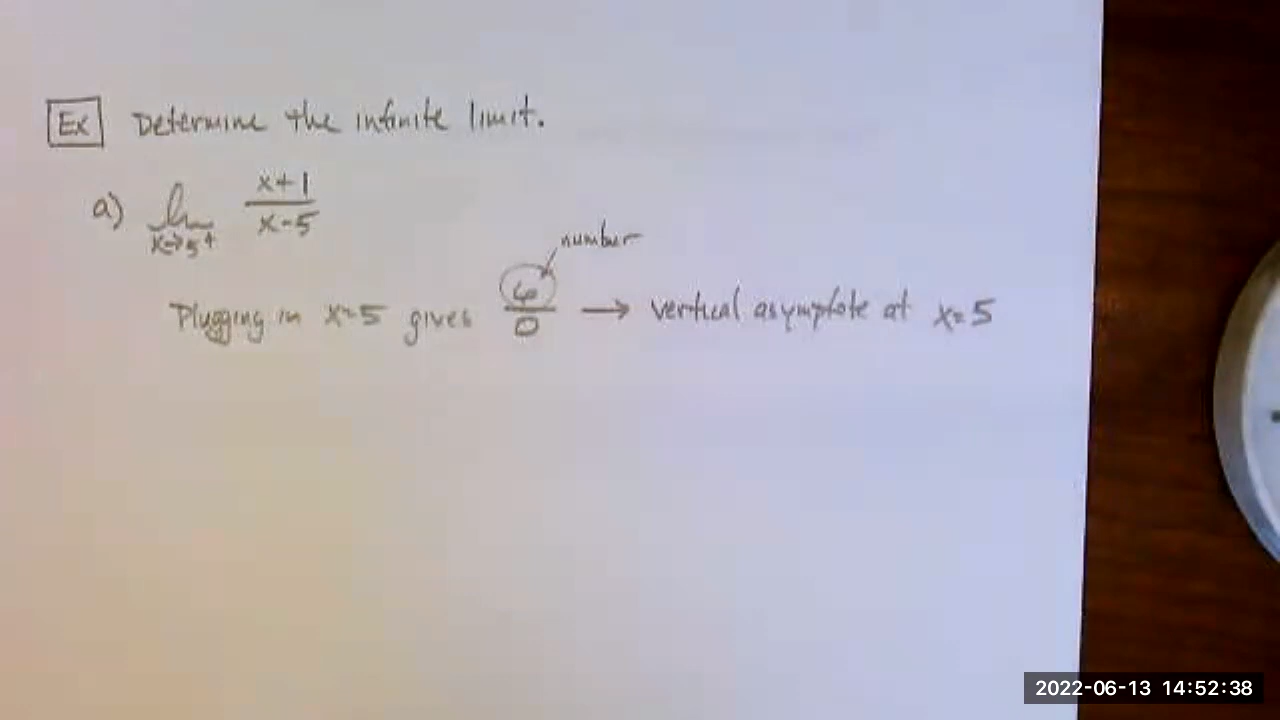 Ex Determine the infinite limit.
a) lim x→5⁺ (x+1)/(x-5)
number
Plugging in x=5 gives 6/0 → vertical asymptote at x=5
2022-06-13 14:52:38